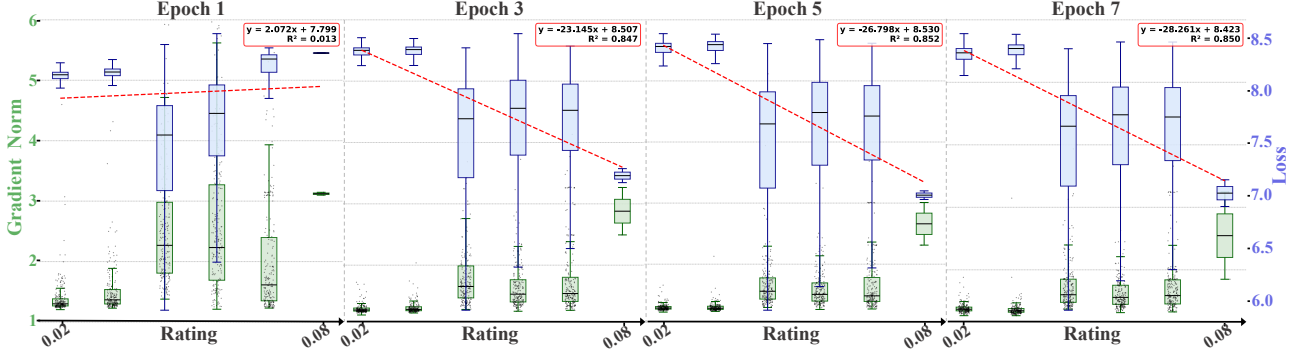 Epoch 1
Epoch 3
Epoch 5
Epoch 7
y = 2.072x + 7.799
R² = 0.013
y = -23.145x + 8.507
R² = 0.847
y = -26.798x + 8.530
R² = 0.852
y = -28.261x + 8.423
R² = 0.850
Gradient Norm
6
5
4
3
2
1
8.5
8.0
7.5
7.0
6.5
6.0
Loss
0.02
Rating
0.08
0.02
Rating
0.08
0.02
Rating
0.08
0.02
Rating
0.08